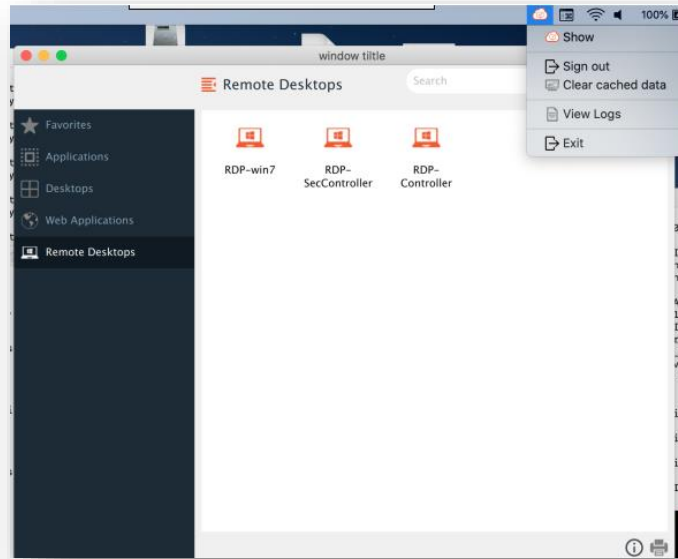 100%
Show
Sign out
Clear cached data
View Logs
Exit
window tiltle
Remote Desktops
Search
Favorites
Applications
Desktops
Web Applications
Remote Desktops
RDP-win7
RDP-
SecController
RDP-
Controller